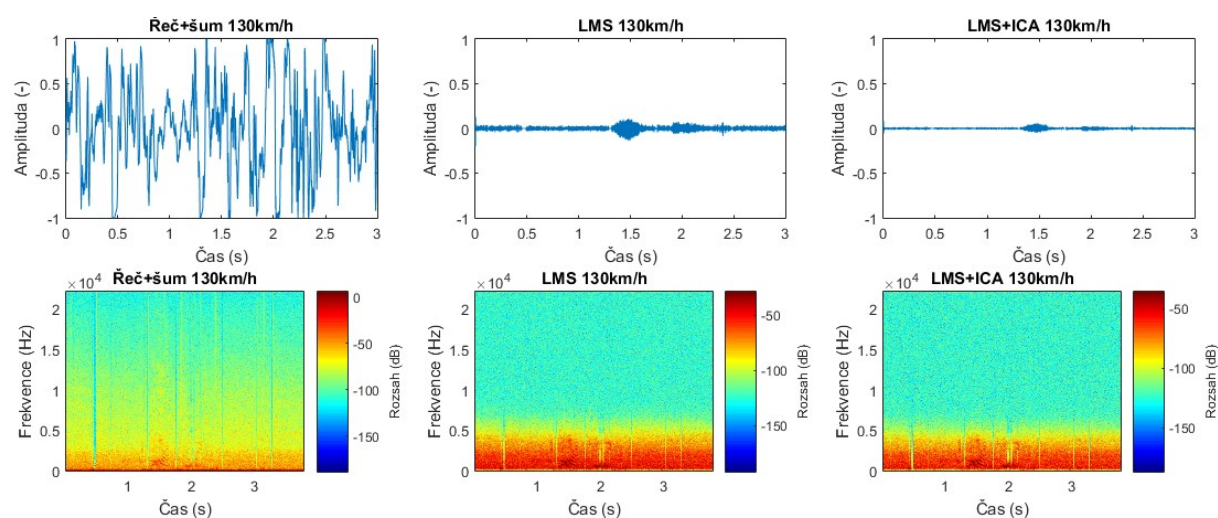 Řeč+šum 130km/h
1
0.5
0
-0.5
-1
Amplituda (-)
0 0.5 1 1.5 2 2.5 3
Čas (s)
LMS 130km/h
1
0.5
0
-0.5
-1
Amplituda (-)
0 0.5 1 1.5 2 2.5 3
Čas (s)
LMS+ICA 130km/h
1
0.5
0
-0.5
-1
Amplituda (-)
0 0.5 1 1.5 2 2.5 3
Čas (s)
Řeč+šum 130km/h
× 10⁴
2
1.5
1
0.5
0
Frekvence (Hz)
1 2 3
Čas (s)
0
-50
-100
-150
Rozsah (dB)
LMS 130km/h
× 10⁴
2
1.5
1
0.5
0
Frekvence (Hz)
1 2 3
Čas (s)
-50
-100
-150
Rozsah (dB)
LMS+ICA 130km/h
× 10⁴
2
1.5
1
0.5
0
Frekvence (Hz)
1 2 3
Čas (s)
-50
-100
-150
Rozsah (dB)